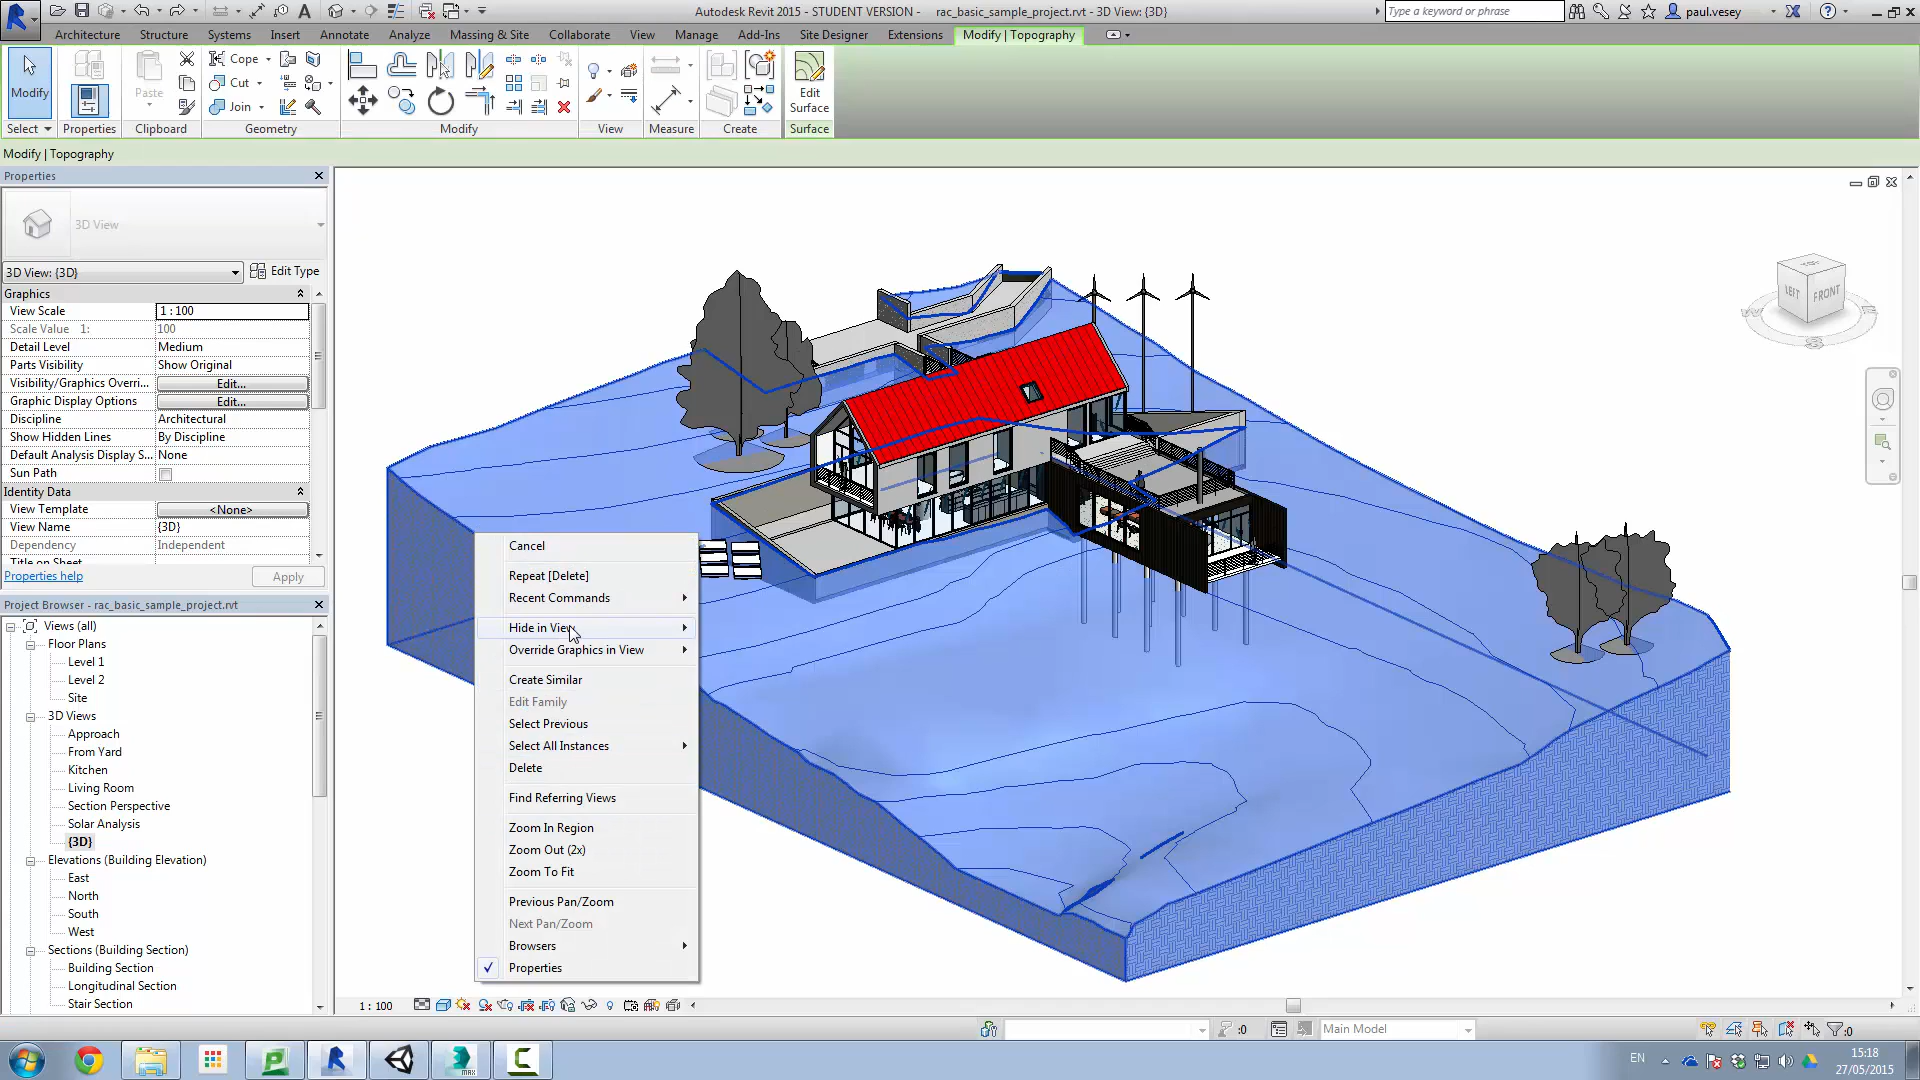 Autodesk Revit 2015 - STUDENT VERSION - rac_basic_sample_project.rvt - 3D View: {3D}
Type a keyword or phrase
paul.vesey
Architecture Structure Systems Insert Annotate Analyze Massing & Site Collaborate View Manage Add-Ins Site Designer Extensions Modify | Topography
Modify
Paste
Cope
Cut
Join
Edit
Surface
Select Properties Clipboard Geometry Modify View Measure Create Surface
Modify | Topography
Properties
3D View
3D View: {3D} Edit Type
Graphics
View Scale 1 : 100
Scale Value 1: 100
Detail Level Medium
Parts Visibility Show Original
Visibility/Graphics Overri... Edit...
Graphic Display Options Edit...
Discipline Architectural
Show Hidden Lines By Discipline
Default Analysis Display S... None
Sun Path
Identity Data
View Template <None>
View Name {3D}
Dependency Independent
Title on Sheet
Properties help Apply
Project Browser - rac_basic_sample_project.rvt
Views (all)
Floor Plans
Level 1
Level 2
Site
3D Views
Approach
From Yard
Kitchen
Living Room
Section Perspective
Solar Analysis
{3D}
Elevations (Building Elevation)
East
North
South
West
Sections (Building Section)
Building Section
Longitudinal Section
Stair Section
Cancel
Repeat [Delete]
Recent Commands
Hide in View
Override Graphics in View
Create Similar
Edit Family
Select Previous
Select All Instances
Delete
Find Referring Views
Zoom In Region
Zoom Out (2x)
Zoom To Fit
Previous Pan/Zoom
Next Pan/Zoom
Browsers
Properties
LEFT FRONT
1 : 100
:0
Main Model
:0
MAX
EN
15:18
27/05/2015